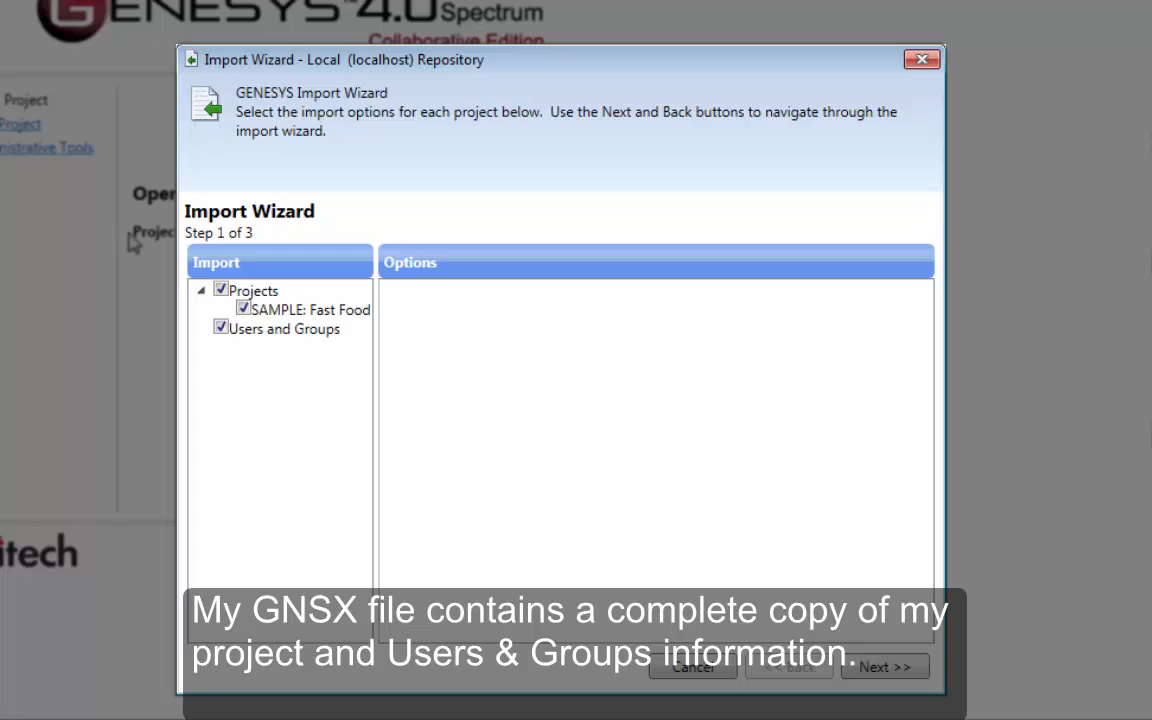 GENESYS™4.0 Spectrum
Collaborative Edition
Import Wizard - Local (localhost) Repository
GENESYS Import Wizard
Select the import options for each project below. Use the Next and Back buttons to navigate through the
import wizard.
Project
Project
nistrative Tools
Oper
Projec
Import Wizard
Step 1 of 3
Import
Options
Projects
SAMPLE: Fast Food
Users and Groups
itech
My GNSX file contains a complete copy of my
project and Users & Groups information.
Cancel
<< Back
Next >>